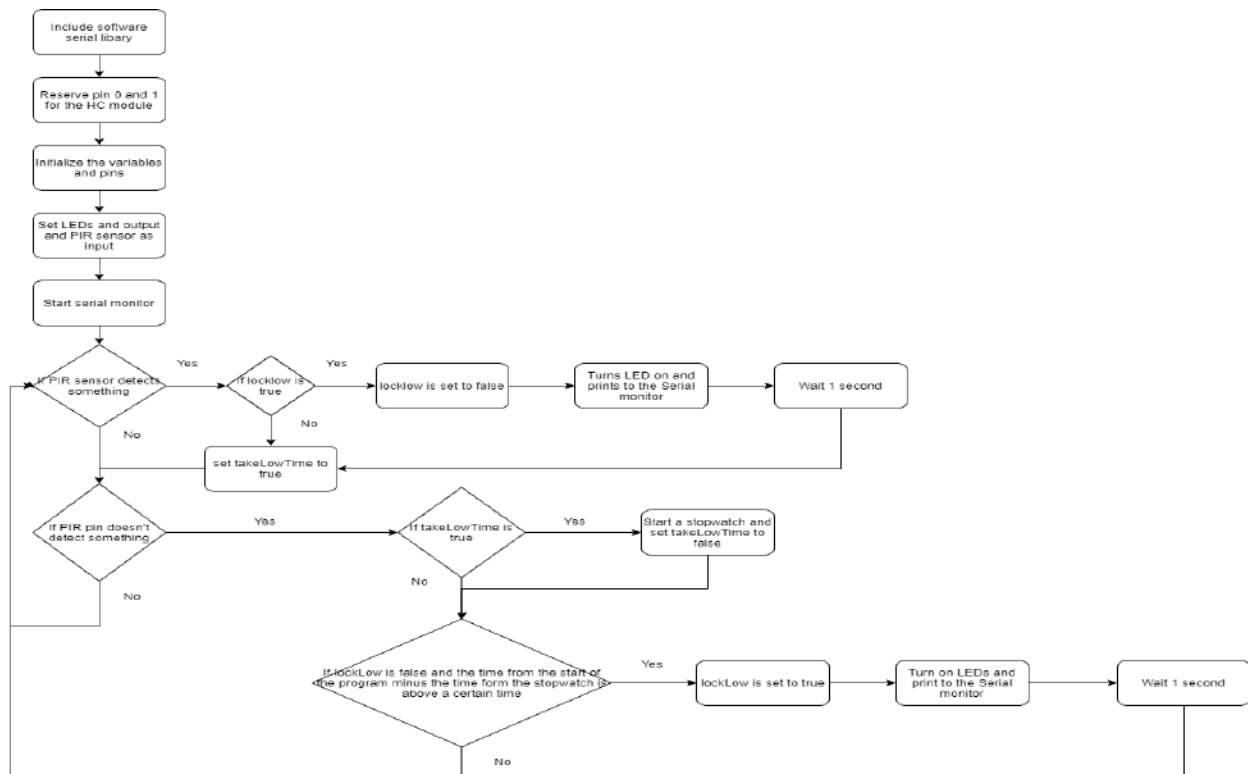 Include software
serial libary
Reserve pin 0 and 1
for the HC module
Initialize the variables
and pins
Set LEDs and output
and PIR sensor as
input
Start serial monitor
If PIR sensor detects
something
Yes
If locklow is
true
Yes
locklow is set to false
Turns LED on and
prints to the Serial
monitor
Wait 1 second
No
No
set takeLowTime to
true
If PIR pin doesn't
detect something
Yes
If takeLowTime is
true
Yes
Start a stopwatch and
set takeLowTime to
false
No
No
If lockLow is false and the time from the start of
the program minus the time form the stopwatch is
above a certain time
Yes
lockLow is set to true
Turn on LEDs and
print to the Serial
monitor
Wait 1 second
No